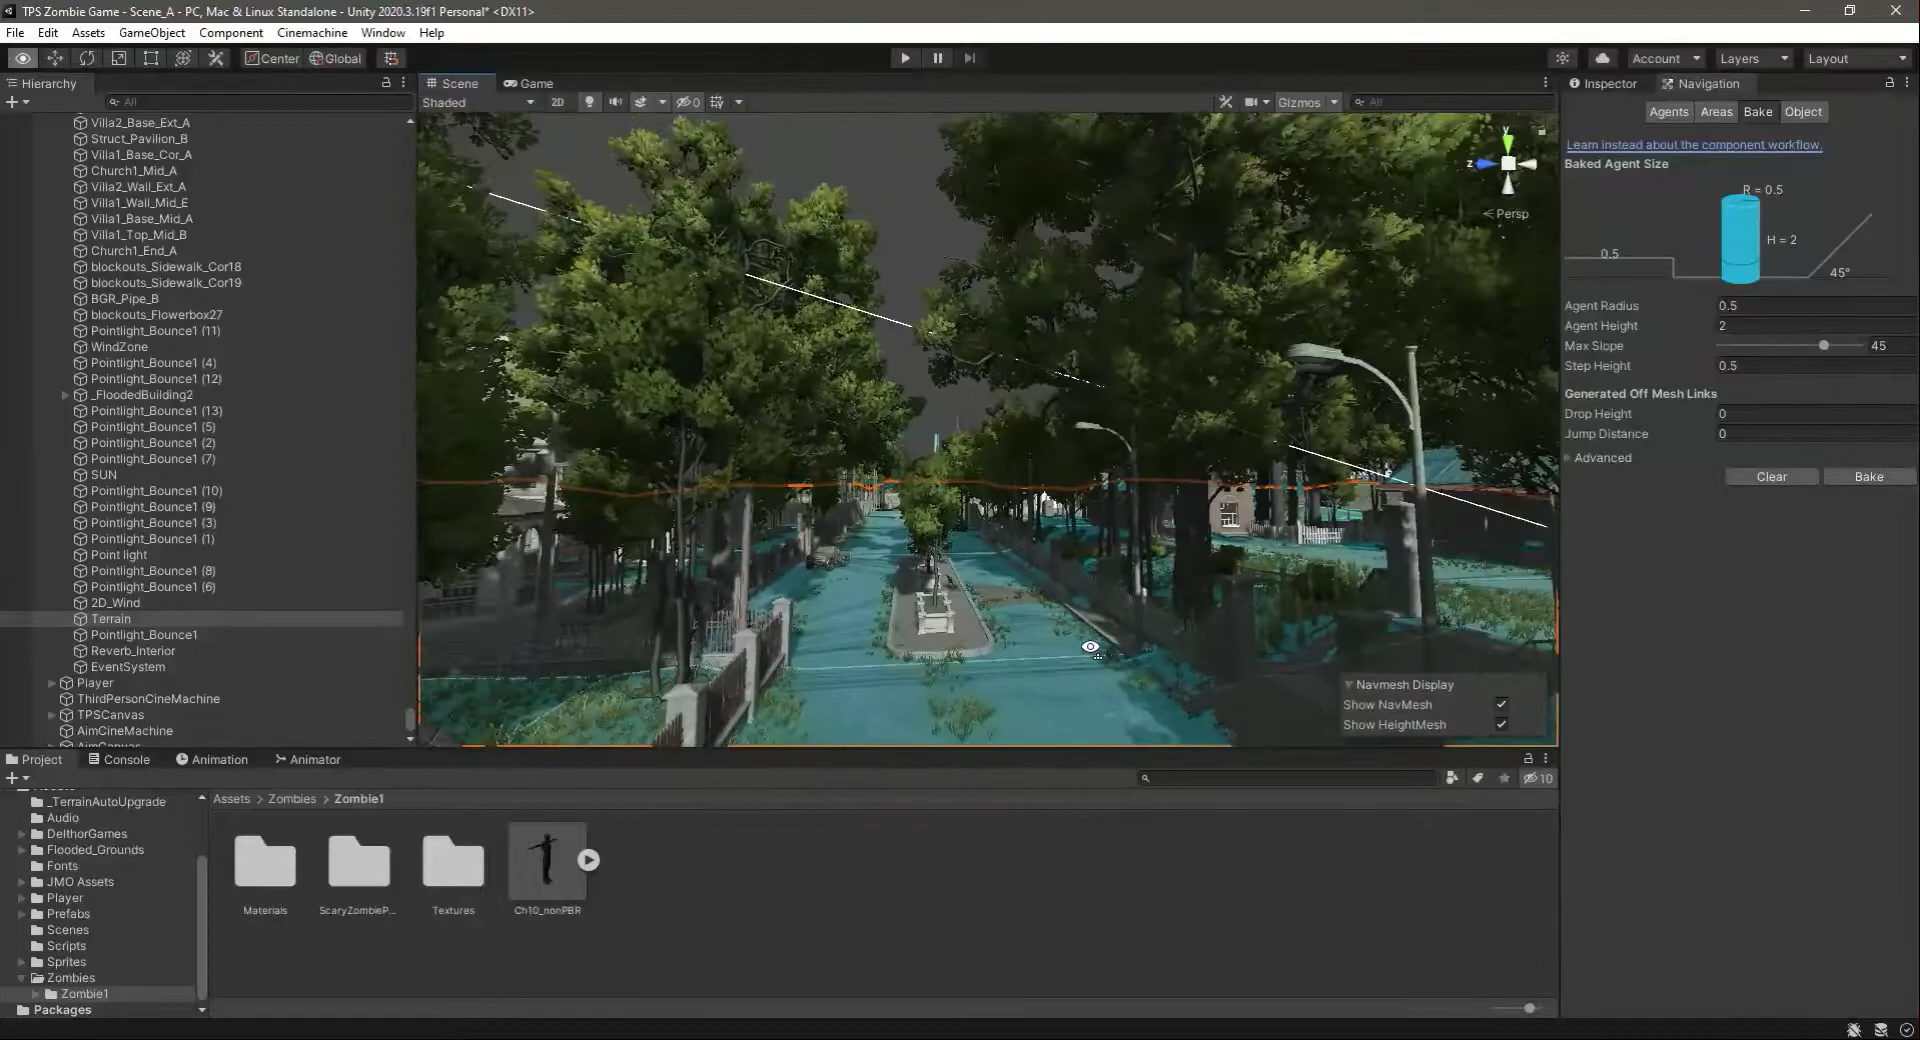 TPS Zombie Game - Scene_A - PC, Mac & Linux Standalone - Unity 2020.3.19f1 Personal* <DX11>
File Edit Assets GameObject Component Cinemachine Window Help
Center Global
Account Layers Layout
Hierarchy
All
Villa2_Base_Ext_A
Struct_Pavilion_B
Villa1_Base_Cor_A
Church1_Mid_A
Villa2_Wall_Ext_A
Villa1_Wall_Mid_E
Villa1_Base_Mid_A
Villa1_Top_Mid_B
Church1_End_A
blockouts_Sidewalk_Cor18
blockouts_Sidewalk_Cor19
BGR_Pipe_B
blockouts_Flowerbox27
Pointlight_Bounce1 (11)
WindZone
Pointlight_Bounce1 (4)
Pointlight_Bounce1 (12)
_FloodedBuilding2
Pointlight_Bounce1 (13)
Pointlight_Bounce1 (5)
Pointlight_Bounce1 (2)
Pointlight_Bounce1 (7)
SUN
Pointlight_Bounce1 (10)
Pointlight_Bounce1 (9)
Pointlight_Bounce1 (3)
Pointlight_Bounce1 (1)
Point light
Pointlight_Bounce1 (8)
Pointlight_Bounce1 (6)
2D_Wind
Terrain
Pointlight_Bounce1
Reverb_Interior
EventSystem
Player
ThirdPersonCineMachine
TPSCanvas
AimCineMachine
AimCanvas
Scene Game
Shaded 2D 0 Gizmos All
y
z
Persp
Navmesh Display
Show NavMesh
Show HeightMesh
Inspector Navigation
Agents Areas Bake Object
Learn instead about the component workflow.
Baked Agent Size
R = 0.5
H = 2
0.5
45°
Agent Radius 0.5
Agent Height 2
Max Slope 45
Step Height 0.5
Generated Off Mesh Links
Drop Height 0
Jump Distance 0
Advanced
Clear Bake
Project Console Animation Animator
10
Assets
_TerrainAutoUpgrade
Audio
DelthorGames
Flooded_Grounds
Fonts
JMO Assets
Player
Prefabs
Scenes
Scripts
Sprites
Zombies
Zombie1
Packages
Assets > Zombies > Zombie1
Materials
ScaryZombieP...
Textures
Ch10_nonPBR